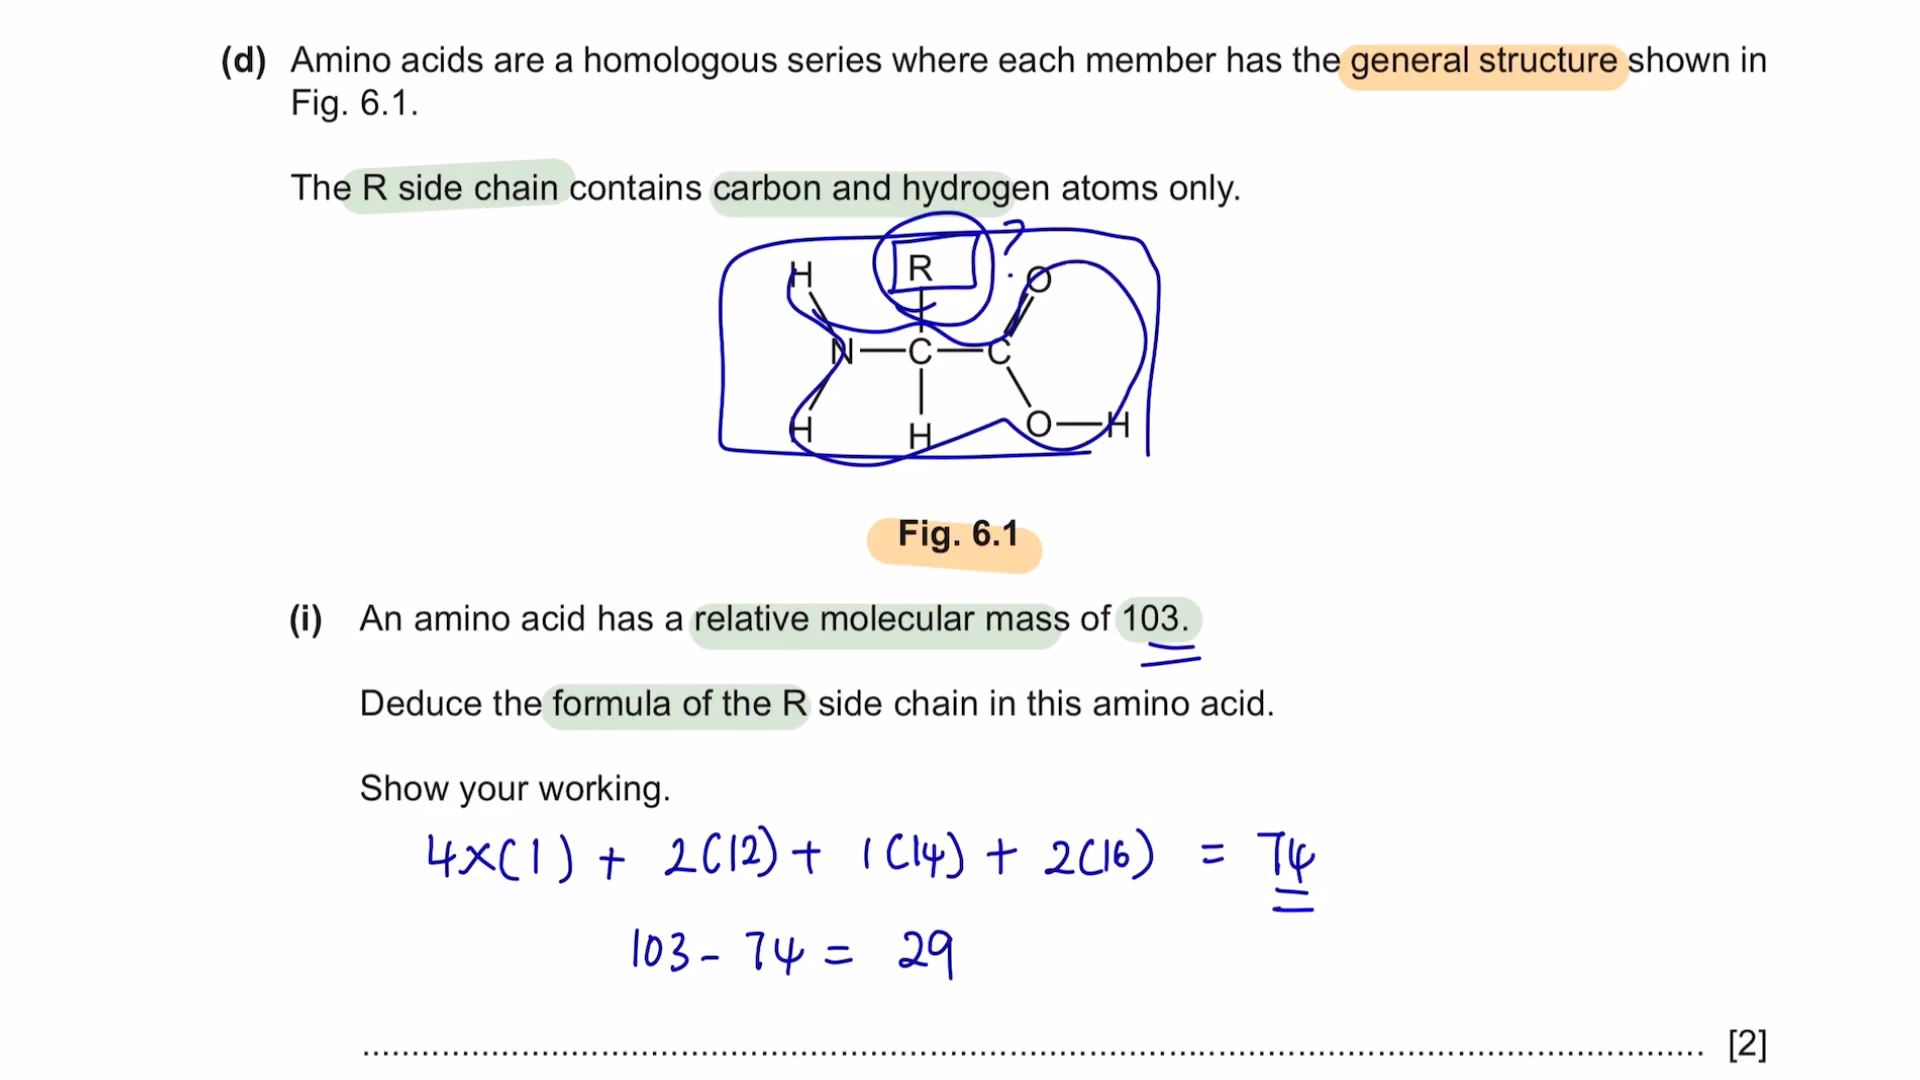 (d) Amino acids are a homologous series where each member has the general structure shown in
Fig. 6.1.
The R side chain contains carbon and hydrogen atoms only.
H R ? O
N C C
H H O H
Fig. 6.1
(i) An amino acid has a relative molecular mass of 103.
Deduce the formula of the R side chain in this amino acid.
Show your working.
4×(1) + 2(12) + 1(14) + 2(16) = 74
103 - 74 = 29
[2]